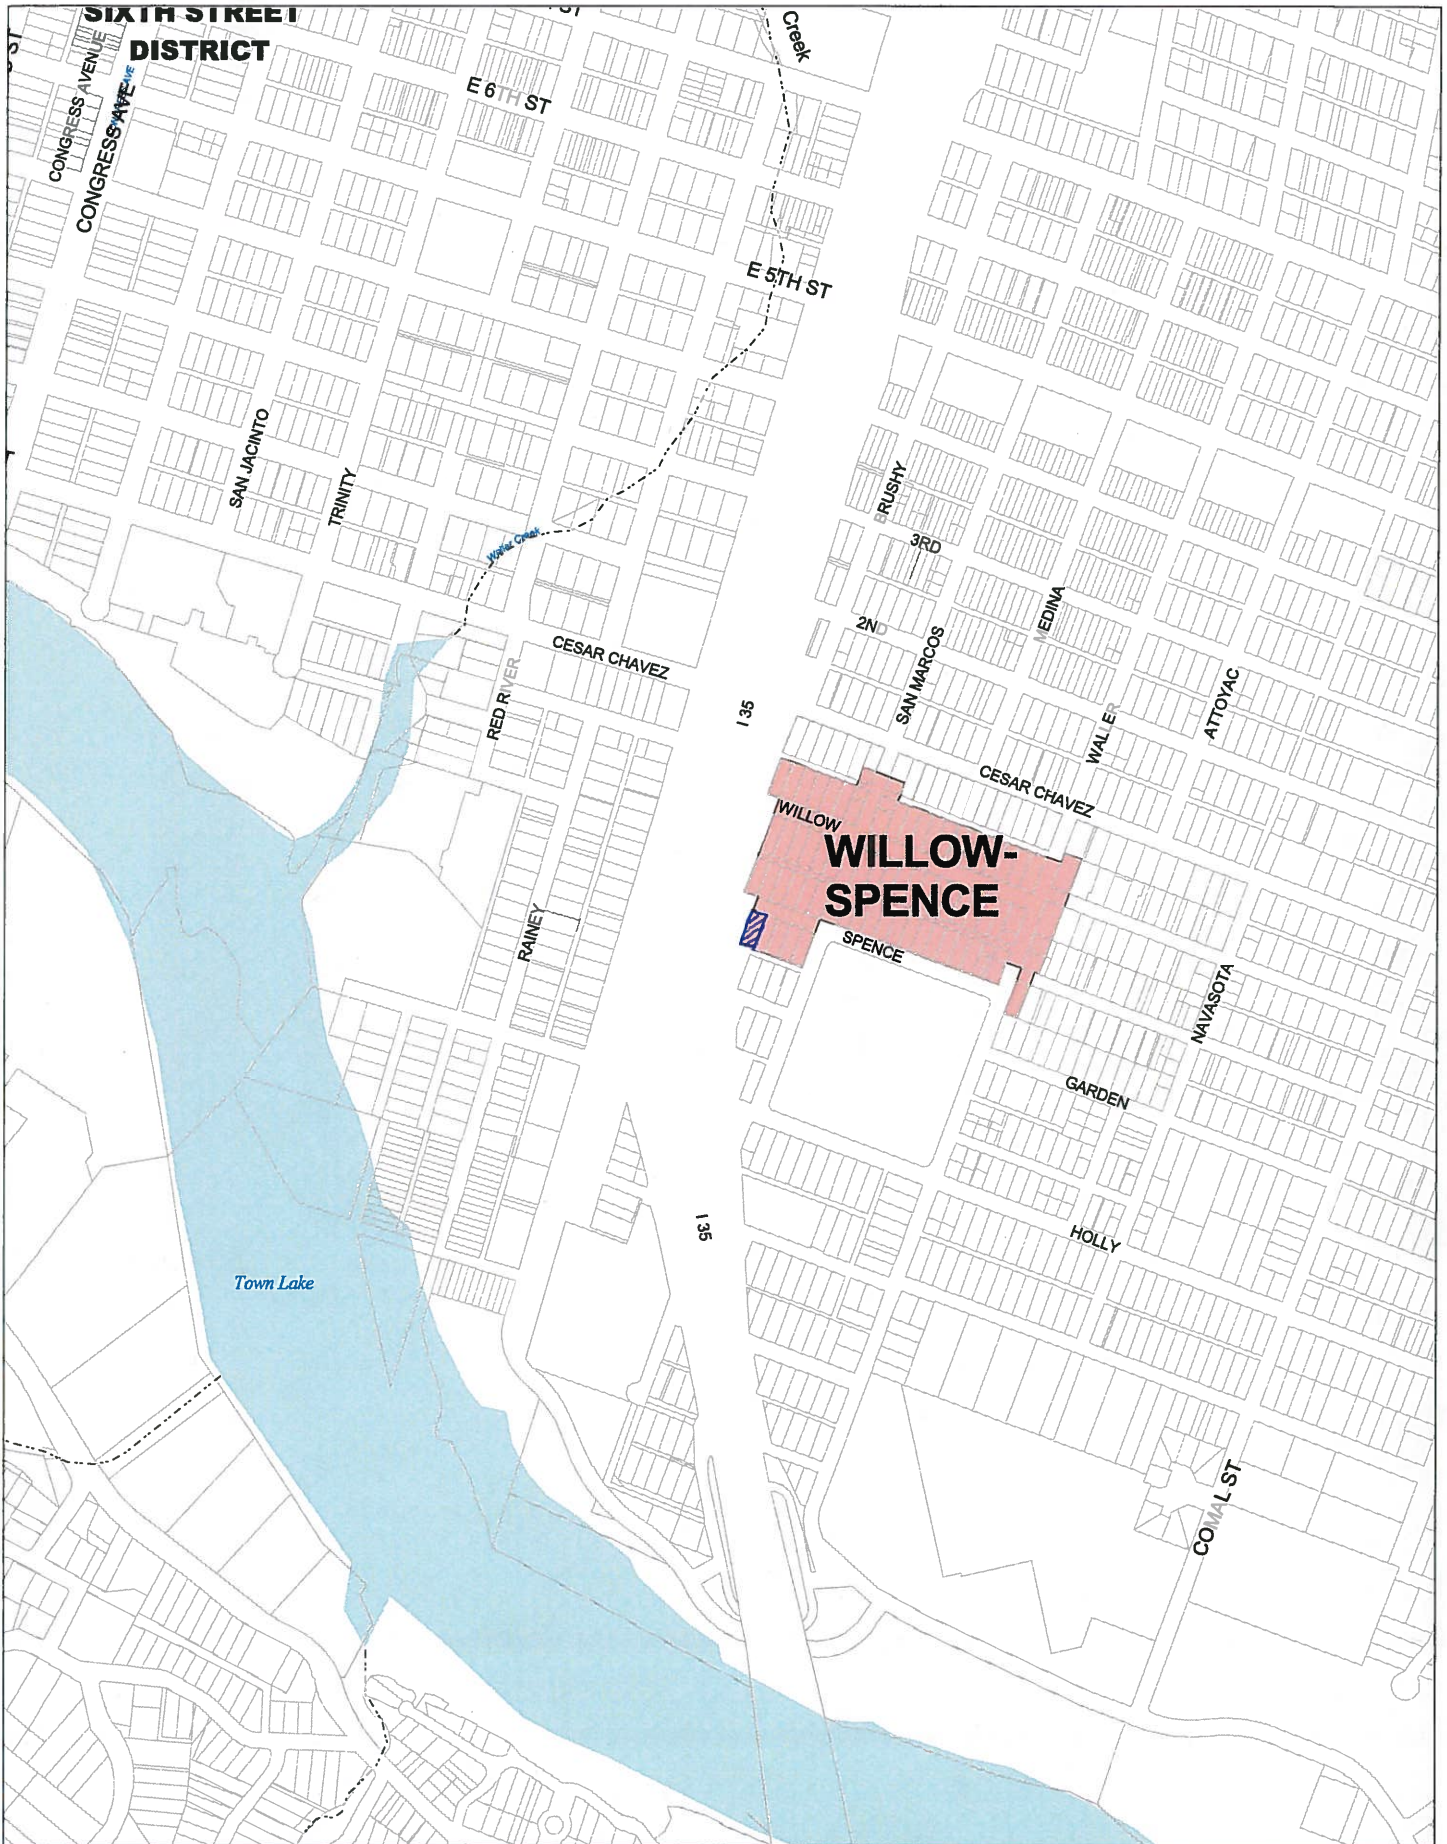 SIXTH STREET
DISTRICT
CONGRESS AVENUE
CONGRESS AVE
E 6TH ST
Creek
E 5TH ST
SAN JACINTO
TRINITY
BRUSHY
Waller Creek
3RD
MEDINA
2ND
SAN MARCOS
CESAR CHAVEZ
RED RIVER
ATTOYAC
I 35
WALLER
CESAR CHAVEZ
WILLOW
WILLOW-
SPENCE
RAINEY
SPENCE
NAVASOTA
GARDEN
I 35
HOLLY
Town Lake
COMAL ST